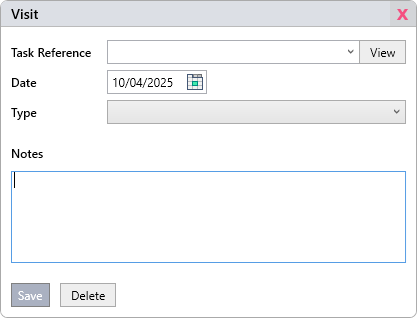 Visit X
Task Reference View
Date 10/04/2025
Type
Notes
Save Delete